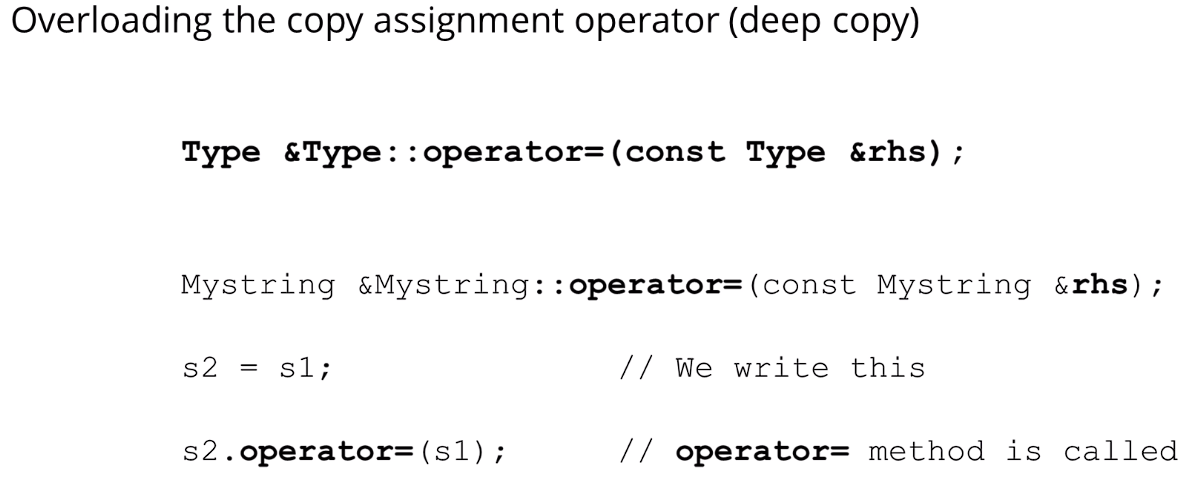 Overloading the copy assignment operator (deep copy)
Type &Type::operator=(const Type &rhs);
Mystring &Mystring::operator=(const Mystring &rhs);
s2 = s1; // We write this
s2.operator=(s1); // operator= method is called